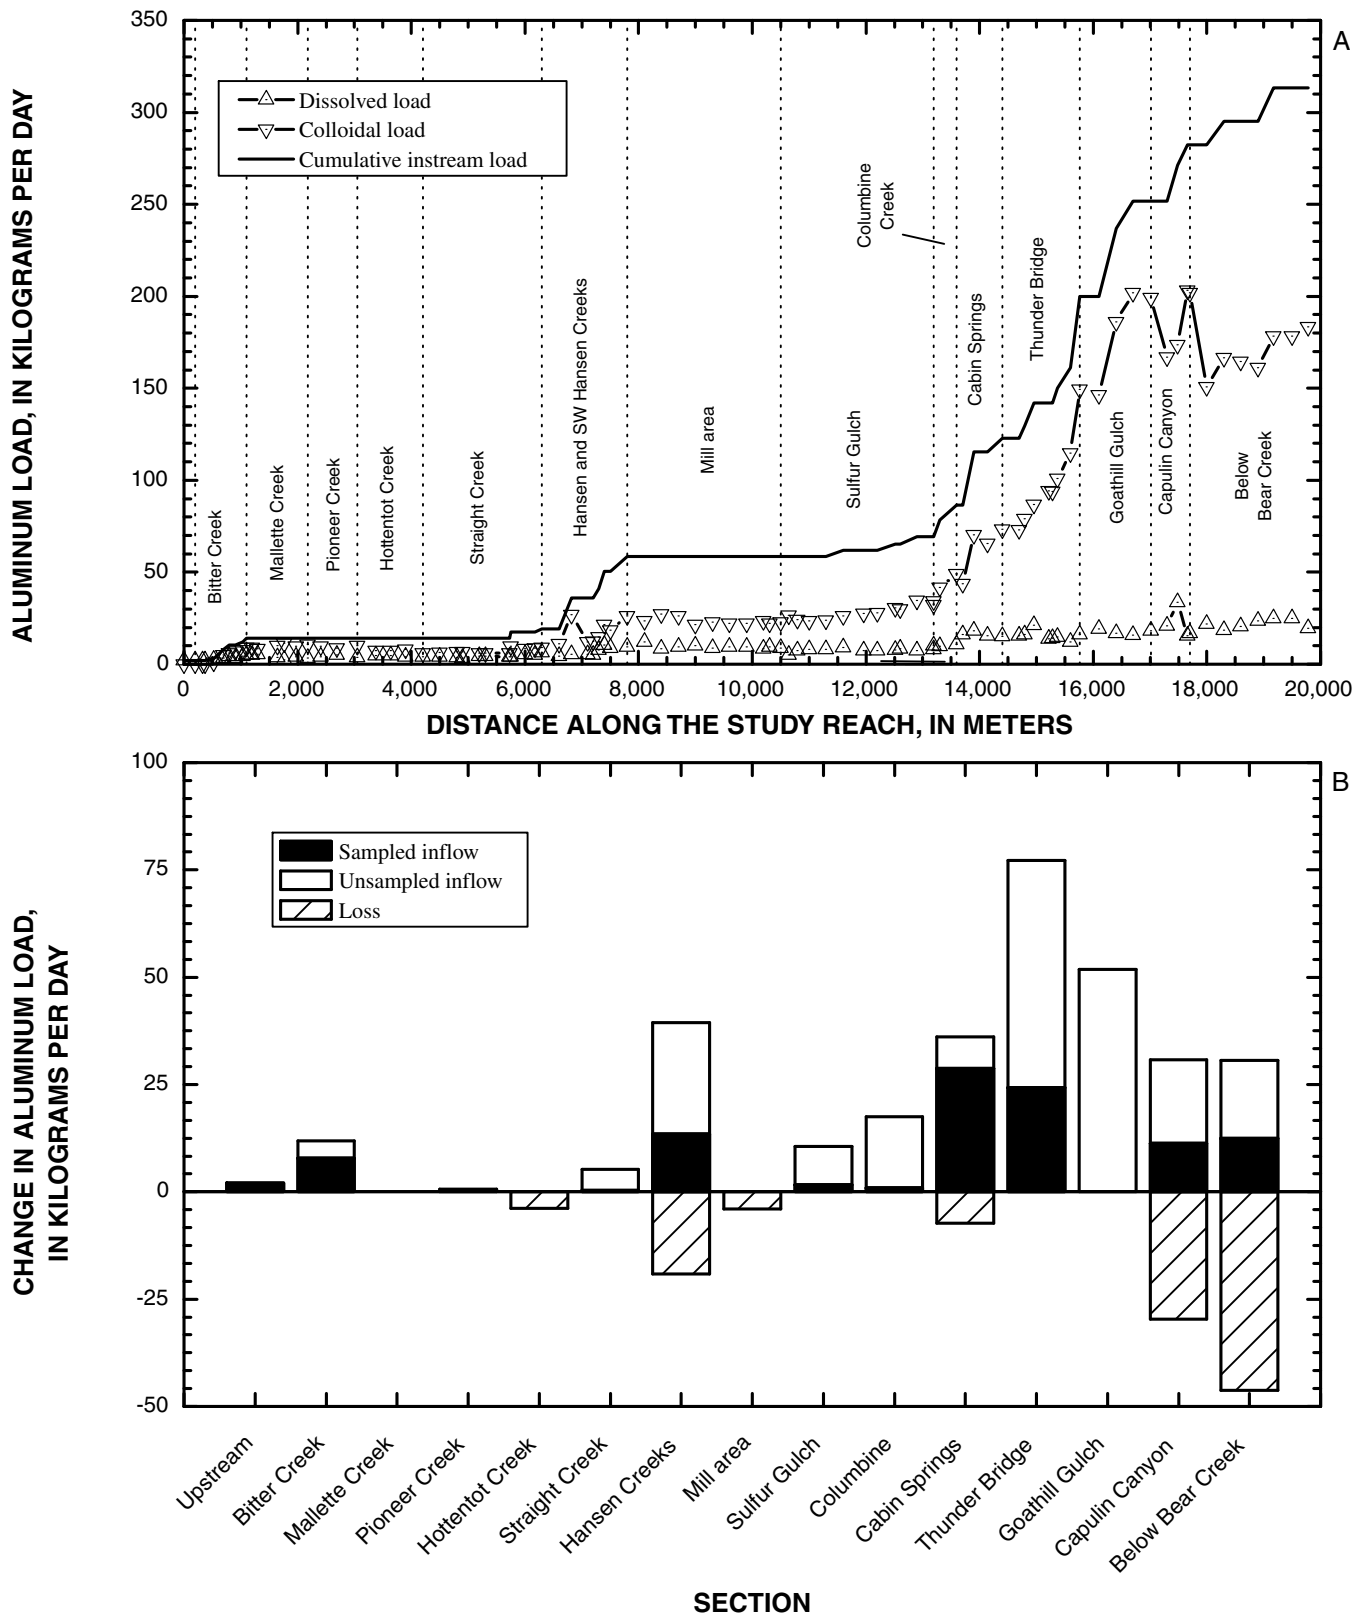 A
ALUMINUM LOAD, IN KILOGRAMS PER DAY
350
300
250
200
150
100
50
0
Dissolved load
Colloidal load
Cumulative instream load
Bitter Creek
Mallette Creek
Pioneer Creek
Hottentot Creek
Straight Creek
Hansen and SW Hansen Creeks
Mill area
Sulfur Gulch
Columbine
Creek
Cabin Springs
Thunder Bridge
Goathill Gulch
Capulin Canyon
Below
Bear Creek
0 2,000 4,000 6,000 8,000 10,000 12,000 14,000 16,000 18,000 20,000
DISTANCE ALONG THE STUDY REACH, IN METERS
B
CHANGE IN ALUMINUM LOAD,
IN KILOGRAMS PER DAY
100
75
50
25
0
-25
-50
Sampled inflow
Unsampled inflow
Loss
Upstream
Bitter Creek
Mallette Creek
Pioneer Creek
Hottentot Creek
Straight Creek
Hansen Creeks
Mill area
Sulfur Gulch
Columbine
Cabin Springs
Thunder Bridge
Goathill Gulch
Capulin Canyon
Below Bear Creek
SECTION